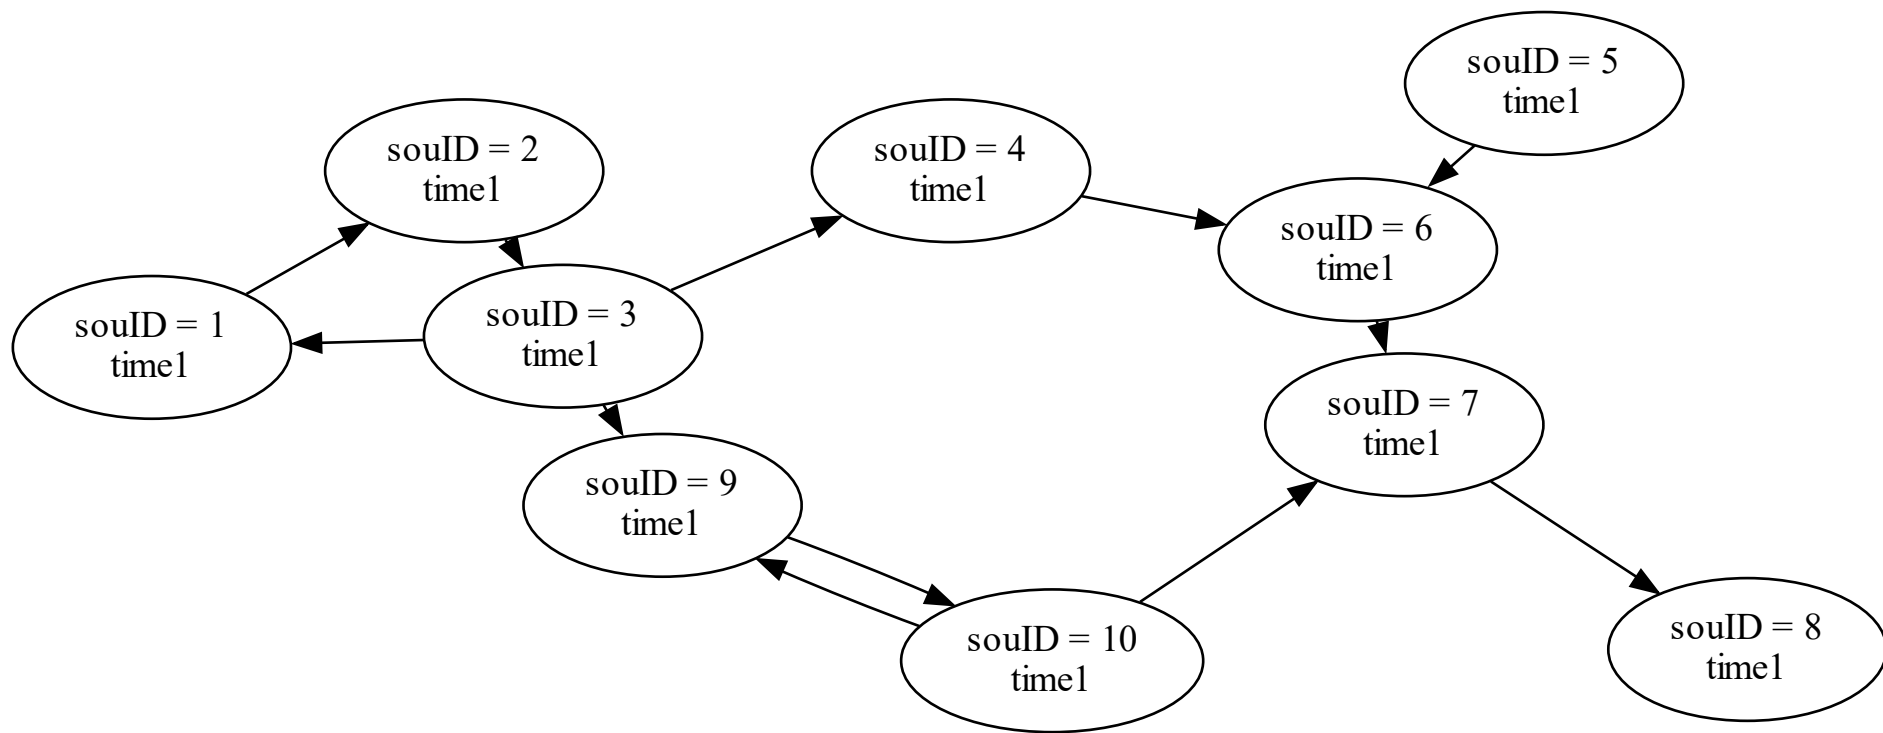 souID = 5
time1
souID = 2
time1
souID = 4
time1
souID = 6
time1
souID = 1
time1
souID = 3
time1
souID = 7
time1
souID = 9
time1
souID = 10
time1
souID = 8
time1